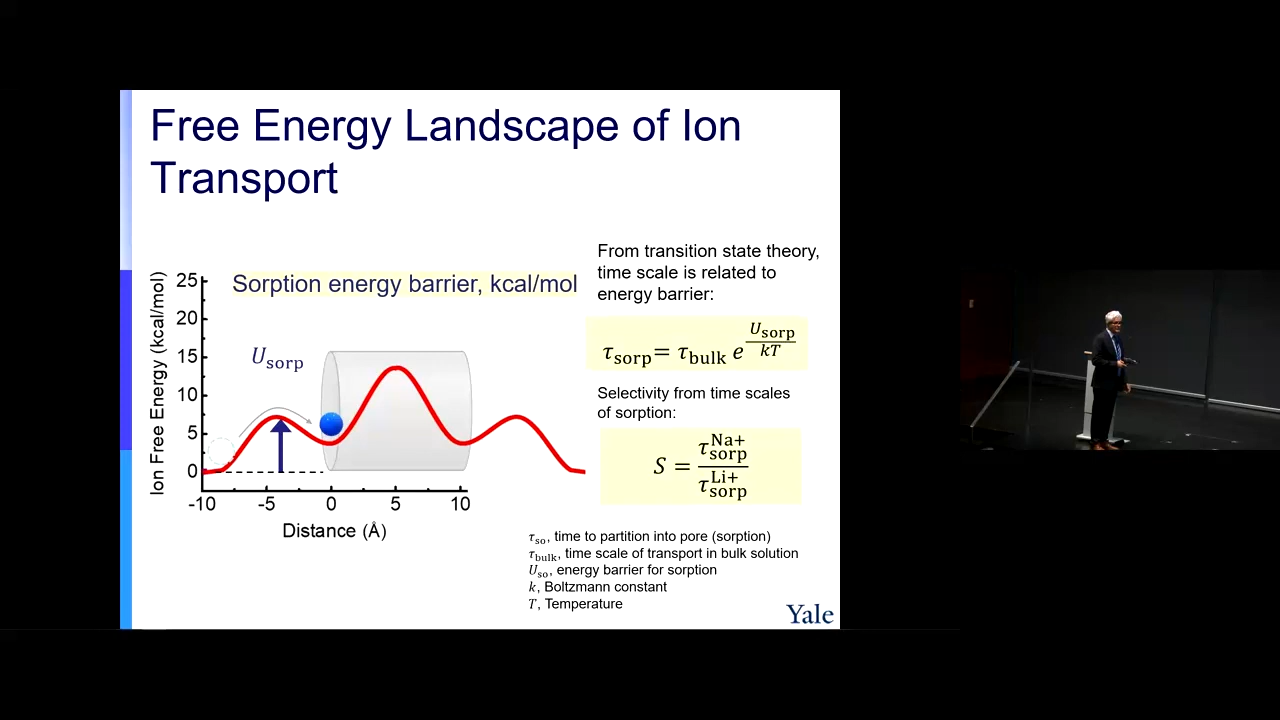 Free Energy Landscape of Ion
Transport
From transition state theory,
time scale is related to
energy barrier:
Sorption energy barrier, kcal/mol
Ion Free Energy (kcal/mol)
25
20
15
10
5
0
U_sorp
-10 -5 0 5 10
Distance (Å)
τ_sorp = τ_bulk e^(U_sorp/kT)
Selectivity from time scales
of sorption:
S = τ_sorp^Na+ / τ_sorp^Li+
τ_so, time to partition into pore (sorption)
τ_bulk, time scale of transport in bulk solution
U_so, energy barrier for sorption
k, Boltzmann constant
T, Temperature
Yale